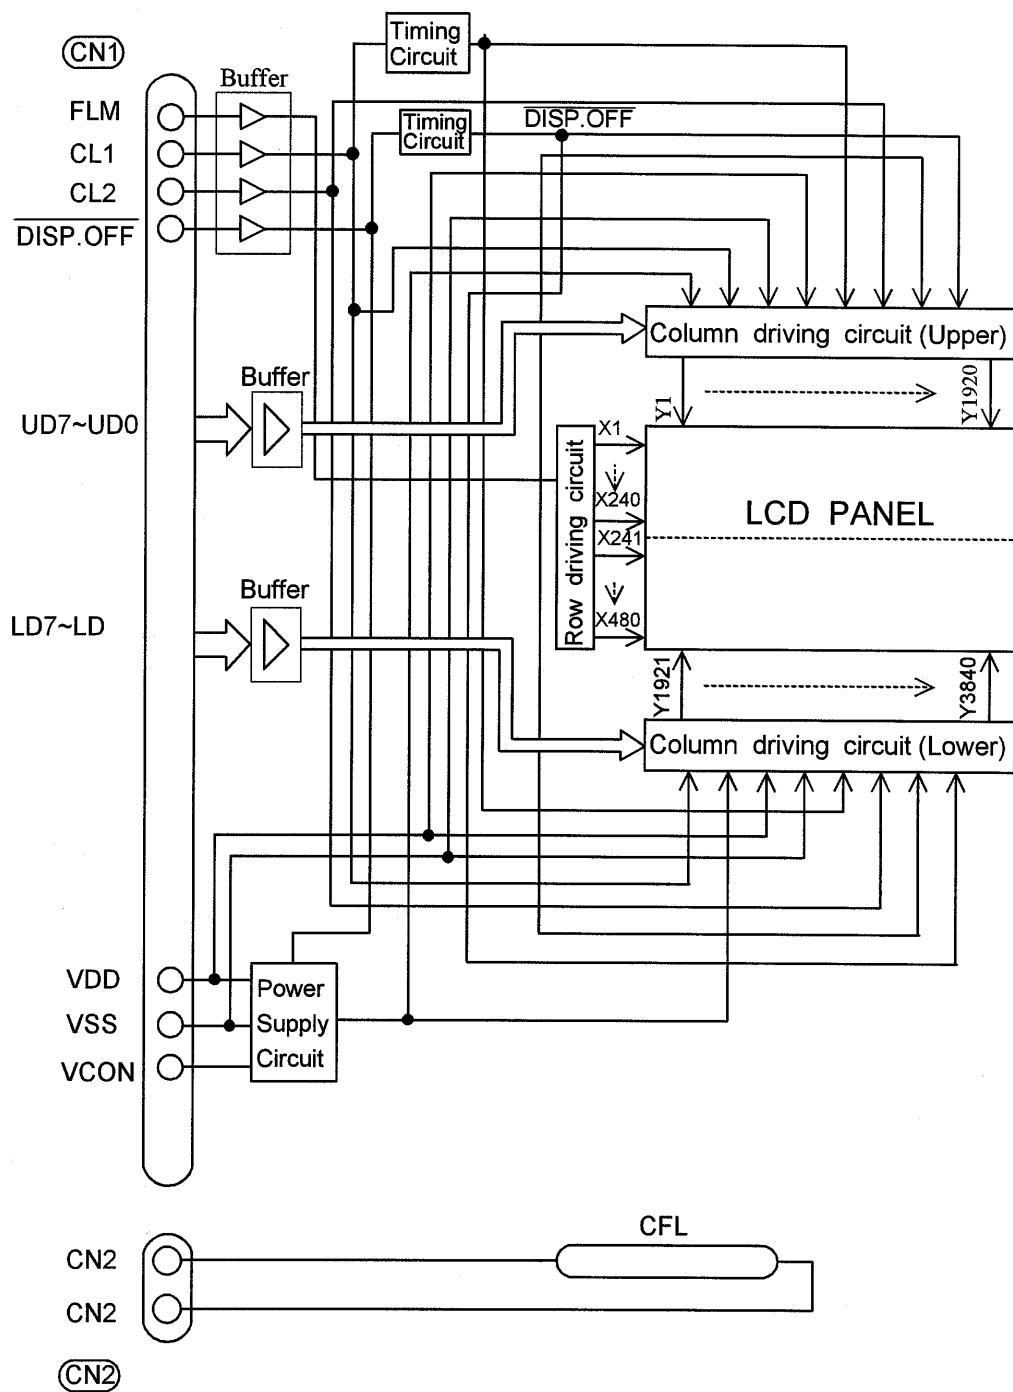 CN1
Timing
Circuit
Buffer
FLM
CL1
CL2
DISP.OFF
Timing
Circuit
DISP.OFF
Column driving circuit (Upper)
Y1
Y1920
Buffer
UD7~UD0
Row driving circuit
X1
X240
X241
X480
LCD PANEL
Buffer
LD7~LD
Y1921
Y3840
Column driving circuit (Lower)
VDD
VSS
VCON
Power
Supply
Circuit
CFL
CN2
CN2
CN2